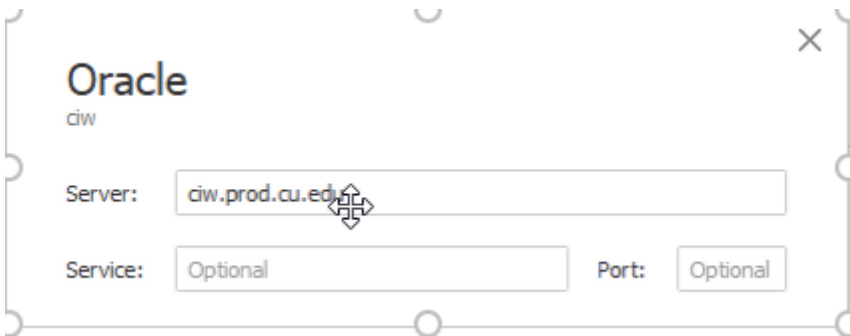 Oracle
ciw
Server: ciw.prod.cu.edu
Service: Optional Port: Optional